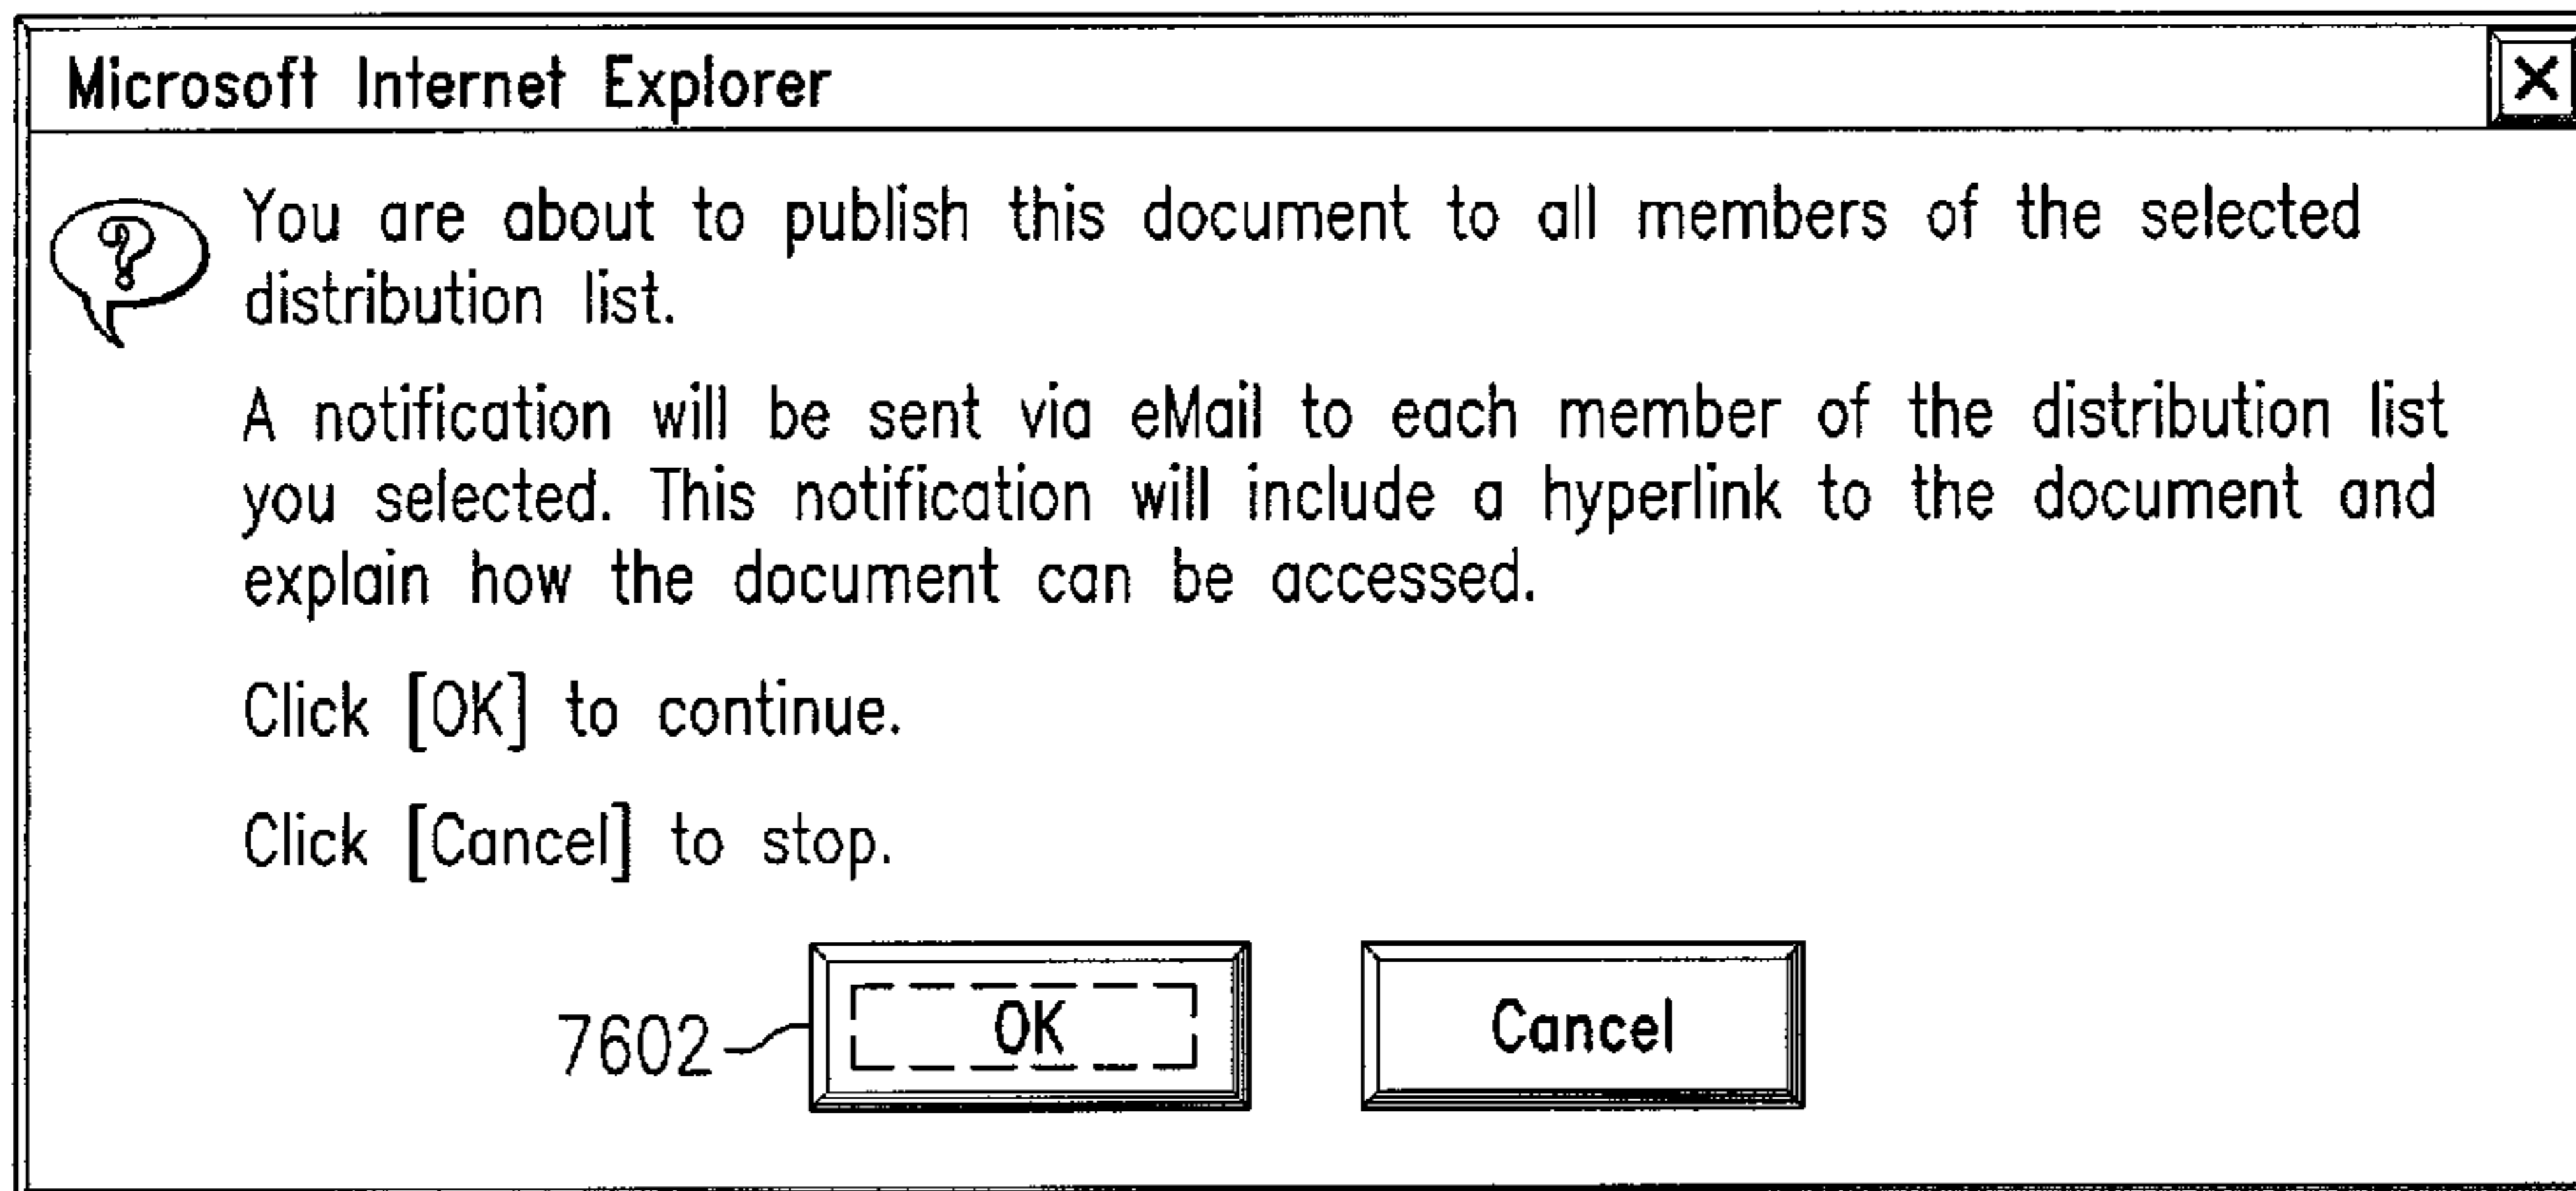 Microsoft Internet Explorer
You are about to publish this document to all members of the selected
distribution list.
A notification will be sent via eMail to each member of the distribution list
you selected. This notification will include a hyperlink to the document and
explain how the document can be accessed.
Click [OK] to continue.
Click [Cancel] to stop.
7602 OK Cancel